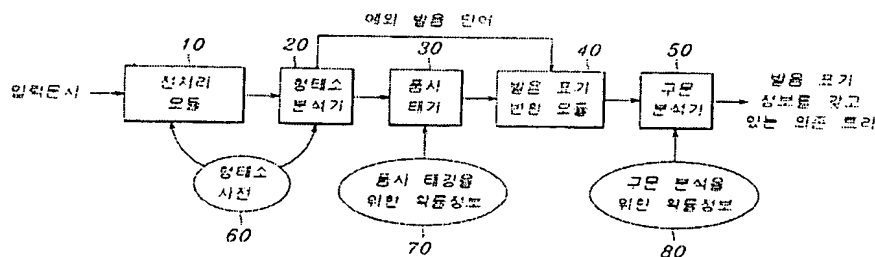 예외 발음 단어
10
20
30
40
50
입력문서
전처리
모듈
형태소
분석기
품사
태거
발음 표기
변환 모듈
구문
분석기
발음 표기
정보를 갖고
있는 의존 트리
형태소
사전
품사 태깅을
위한 확률정보
구문 분석을
위한 확률정보
60
70
80